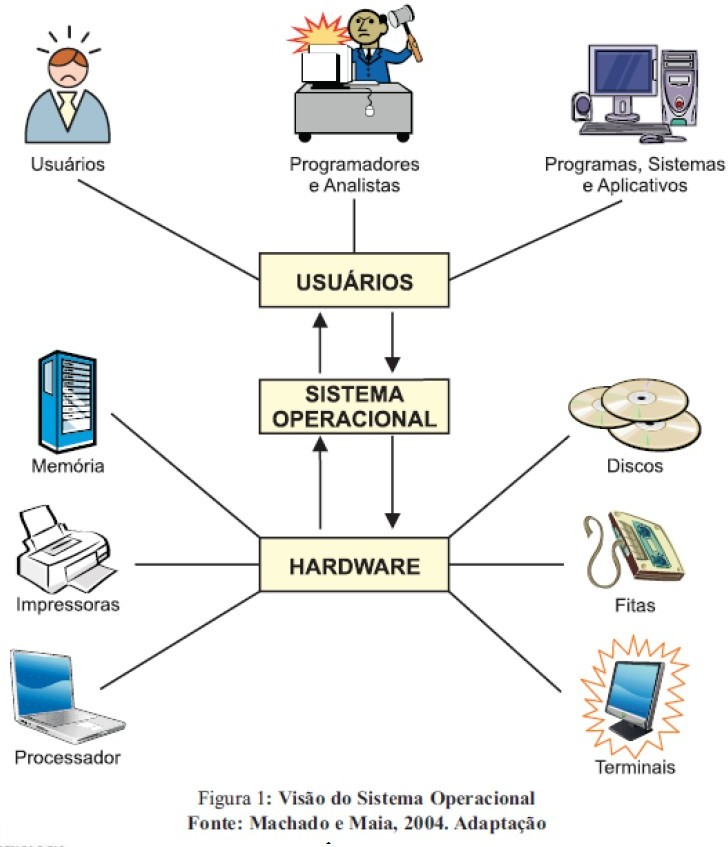 Usuários
Programadores
e Analistas
Programas, Sistemas
e Aplicativos
USUÁRIOS
SISTEMA
OPERACIONAL
Memória
Discos
HARDWARE
Impressoras
Fitas
Processador
Terminais
Figura 1: Visão do Sistema Operacional
Fonte: Machado e Maia, 2004. Adaptação